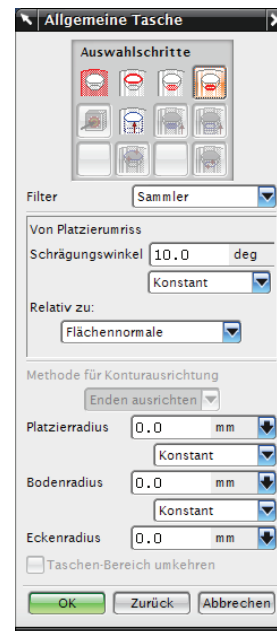 Allgemeine Tasche
Auswahlschritte
Filter Sammler
Von Platzierumriss
Schrägungswinkel 10.0 deg
Konstant
Relativ zu:
Flächennormale
Methode für Konturausrichtung
Enden ausrichten
Platzierradius 0.0 mm
Konstant
Bodenradius 0.0 mm
Konstant
Eckenradius 0.0 mm
Taschen-Bereich umkehren
OK Zurück Abbrechen